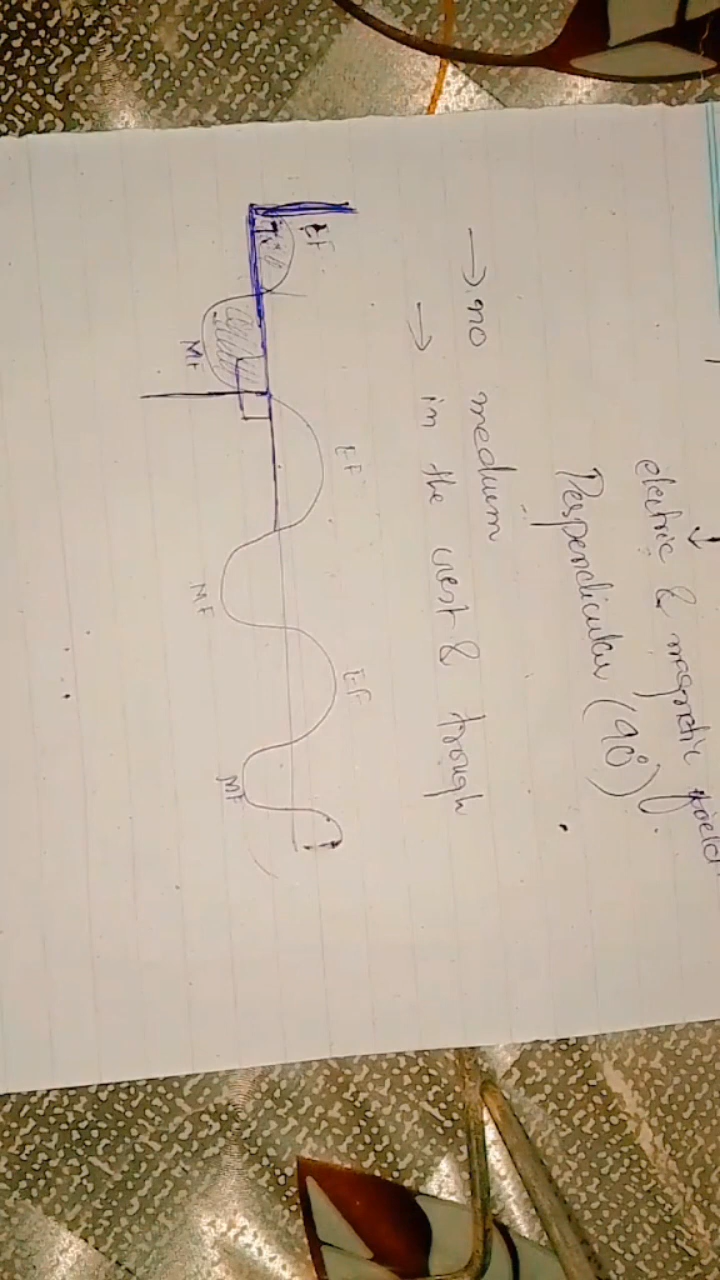 electric & magnetic field
Perpendicular (90°).
→ no medium
→ in the crest & trough
EF
MF
EF
MF
EF
MF